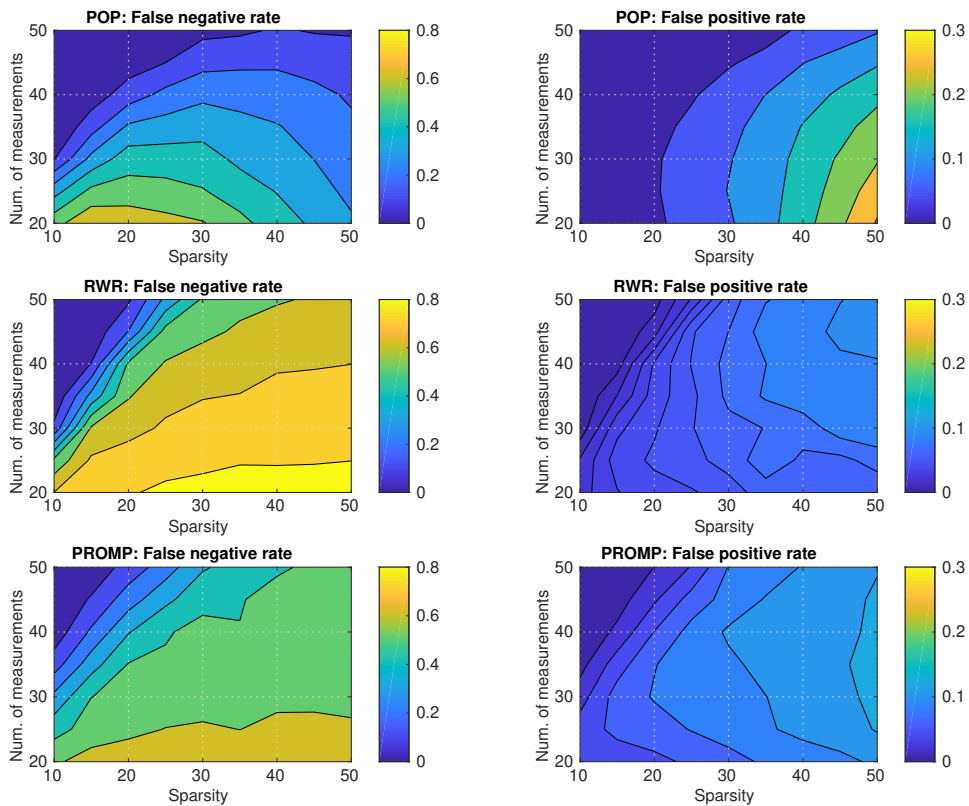 POP: False negative rate
50
40
30
20
10 20 30 40 50
Num. of measurements
Sparsity
0.8
0.6
0.4
0.2
0
POP: False positive rate
50
40
30
20
10 20 30 40 50
Num. of measurements
Sparsity
0.3
0.2
0.1
0
RWR: False negative rate
50
40
30
20
10 20 30 40 50
Num. of measurements
Sparsity
0.8
0.6
0.4
0.2
0
RWR: False positive rate
50
40
30
20
10 20 30 40 50
Num. of measurements
Sparsity
0.3
0.2
0.1
0
PROMP: False negative rate
50
40
30
20
10 20 30 40 50
Num. of measurements
Sparsity
0.8
0.6
0.4
0.2
0
PROMP: False positive rate
50
40
30
20
10 20 30 40 50
Num. of measurements
Sparsity
0.3
0.2
0.1
0